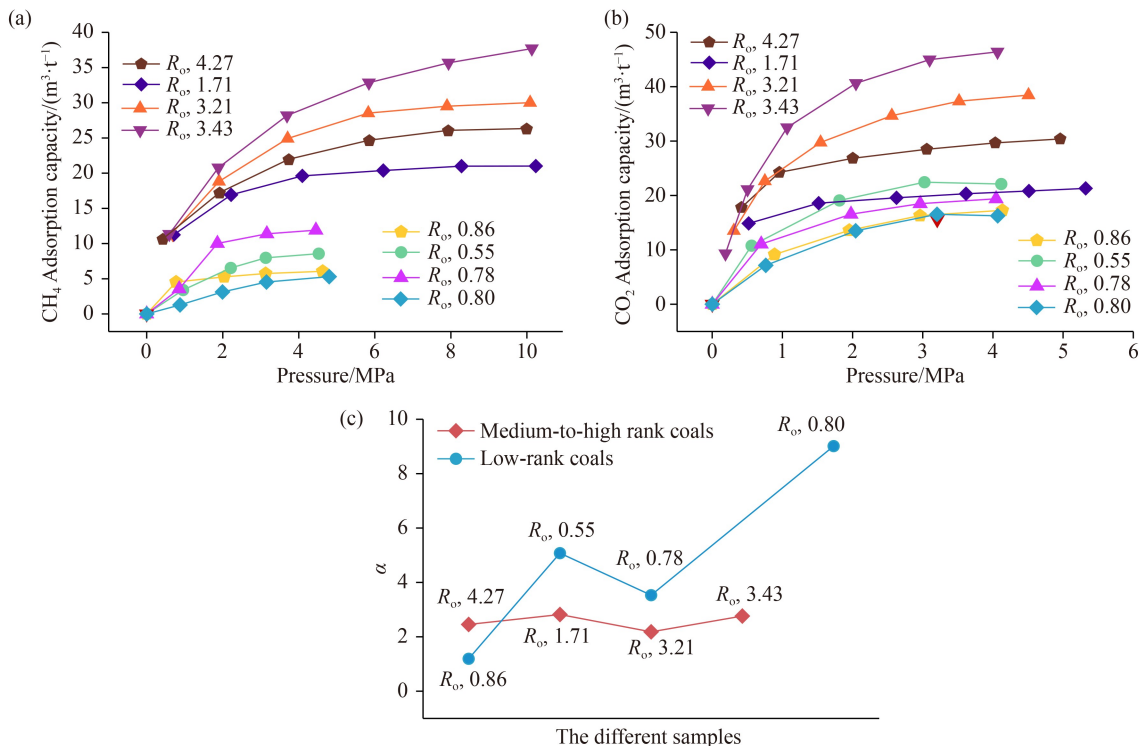 (a)
40
35
30
25
20
15
10
5
0
CH₄ Adsorption capacity/(m³·t⁻¹)
Rₒ, 4.27
Rₒ, 1.71
Rₒ, 3.21
Rₒ, 3.43
Rₒ, 0.86
Rₒ, 0.55
Rₒ, 0.78
Rₒ, 0.80
0 2 4 6 8 10
Pressure/MPa
(b)
50
40
30
20
10
0
CO₂ Adsorption capacity/(m³·t⁻¹)
Rₒ, 4.27
Rₒ, 1.71
Rₒ, 3.21
Rₒ, 3.43
Rₒ, 0.86
Rₒ, 0.55
Rₒ, 0.78
Rₒ, 0.80
0 1 2 3 4 5 6
Pressure/MPa
(c)
10
8
6
4
2
0
α
Medium-to-high rank coals
Low-rank coals
Rₒ, 0.80
Rₒ, 0.55
Rₒ, 0.78
Rₒ, 4.27
Rₒ, 3.43
Rₒ, 1.71
Rₒ, 3.21
Rₒ, 0.86
The different samples